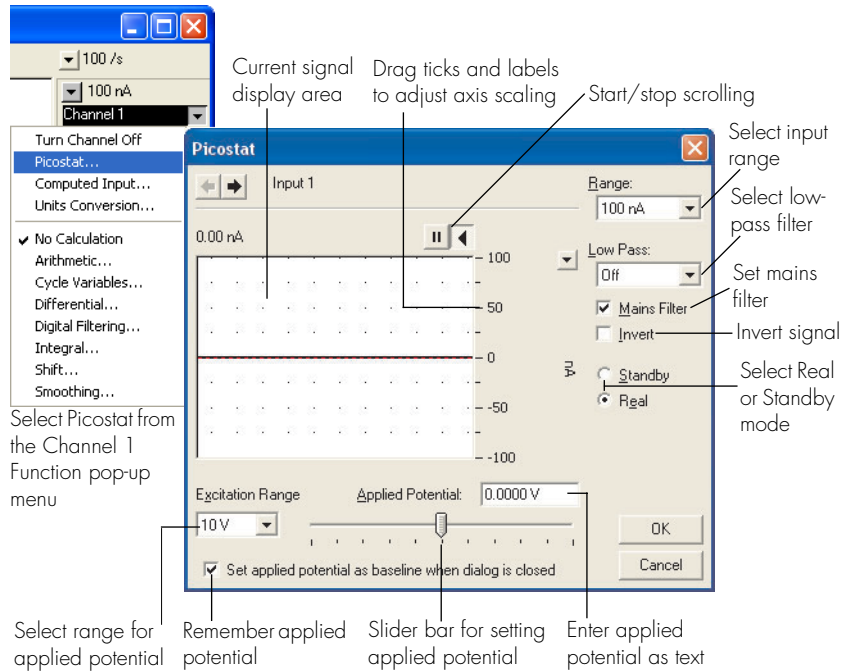 100 /s
100 nA
Channel 1
Turn Channel Off
Picostat...
Computed Input...
Units Conversion...
No Calculation
Arithmetic...
Cycle Variables...
Differential...
Digital Filtering...
Integral...
Shift...
Smoothing...
Select Picostat from
the Channel 1
Function pop-up
menu
Current signal
display area
Drag ticks and labels
to adjust axis scaling
Start/stop scrolling
Select input
range
Select low-
pass filter
Set mains
filter
Invert signal
Select Real
or Standby
mode
Picostat
Input 1
0.00 nA
100
50
0
-50
-100
nA
Range:
100 nA
Low Pass:
Off
Mains Filter
Invert
Standby
Real
Excitation Range
10 V
Applied Potential:
0.0000 V
OK
Cancel
Set applied potential as baseline when dialog is closed
Select range for
applied potential
Remember applied
potential
Slider bar for setting
applied potential
Enter applied
potential as text